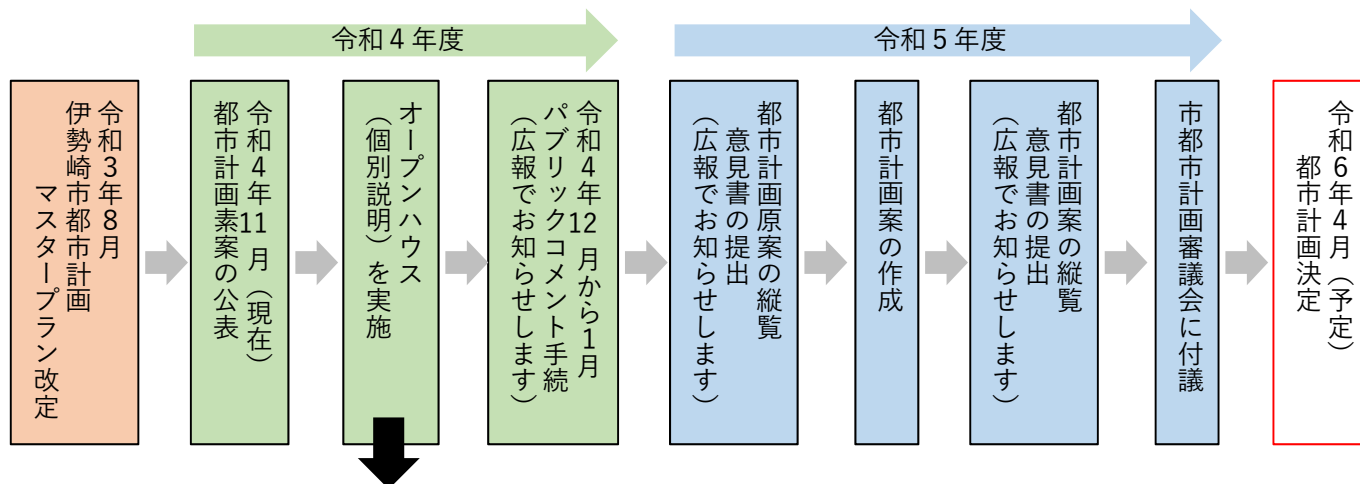 令和４年度
令和５年度
令和３年８月
伊勢崎市都市計画
マスタープラン改定
令和４年11月（現在）
都市計画素案の公表
オープンハウス
（個別説明）を実施
令和４年12月から１月
パブリックコメント手続
（広報でお知らせします）
都市計画原案の縦覧
意見書の提出
（広報でお知らせします）
都市計画案の作成
都市計画案の縦覧
意見書の提出
（広報でお知らせします）
市都市計画審議会に付議
令和６年４月（予定）
都市計画決定